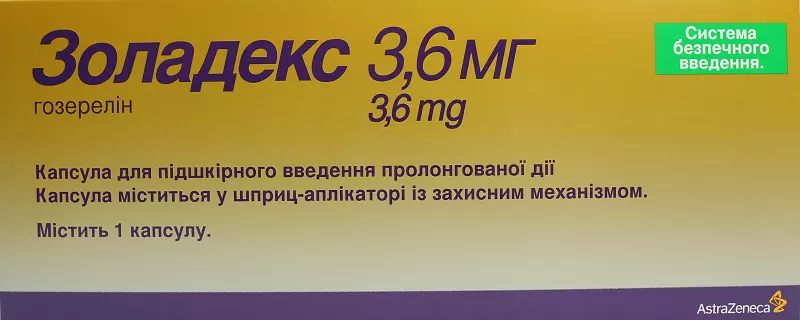 Золадекс 3,6 мг
3,6 mg
гозерелін
Система
безпечного
введення.
Капсула для підшкірного введення пролонгованої дії
Капсула міститься у шприц-аплікаторі із захисним механізмом.
Містить 1 капсулу.
AstraZeneca